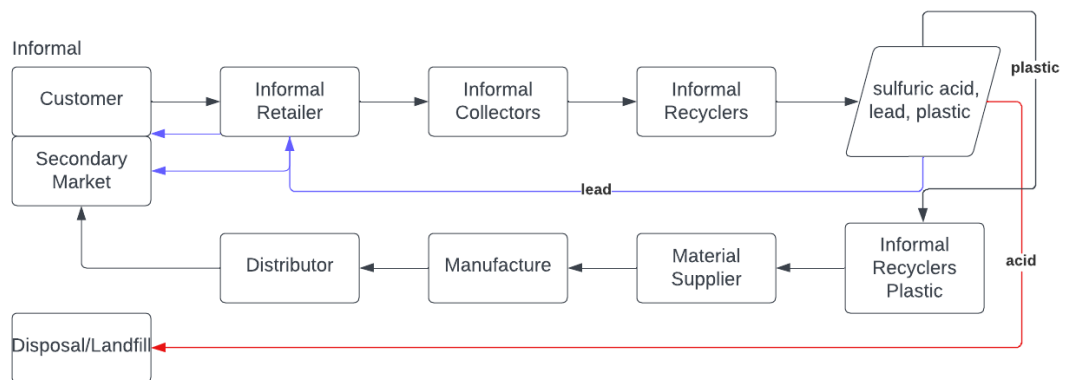 Informal
Customer
Informal
Retailer
Informal
Collectors
Informal
Recyclers
sulfuric acid,
lead, plastic
plastic
Secondary
Market
lead
Distributor
Manufacture
Material
Supplier
Informal
Recyclers
Plastic
acid
Disposal/Landfill